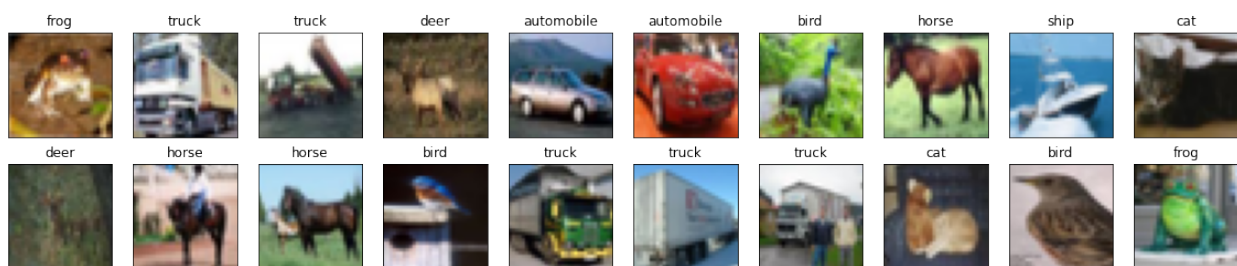 frog truck truck deer automobile automobile bird horse ship cat
deer horse horse bird truck truck truck cat bird frog